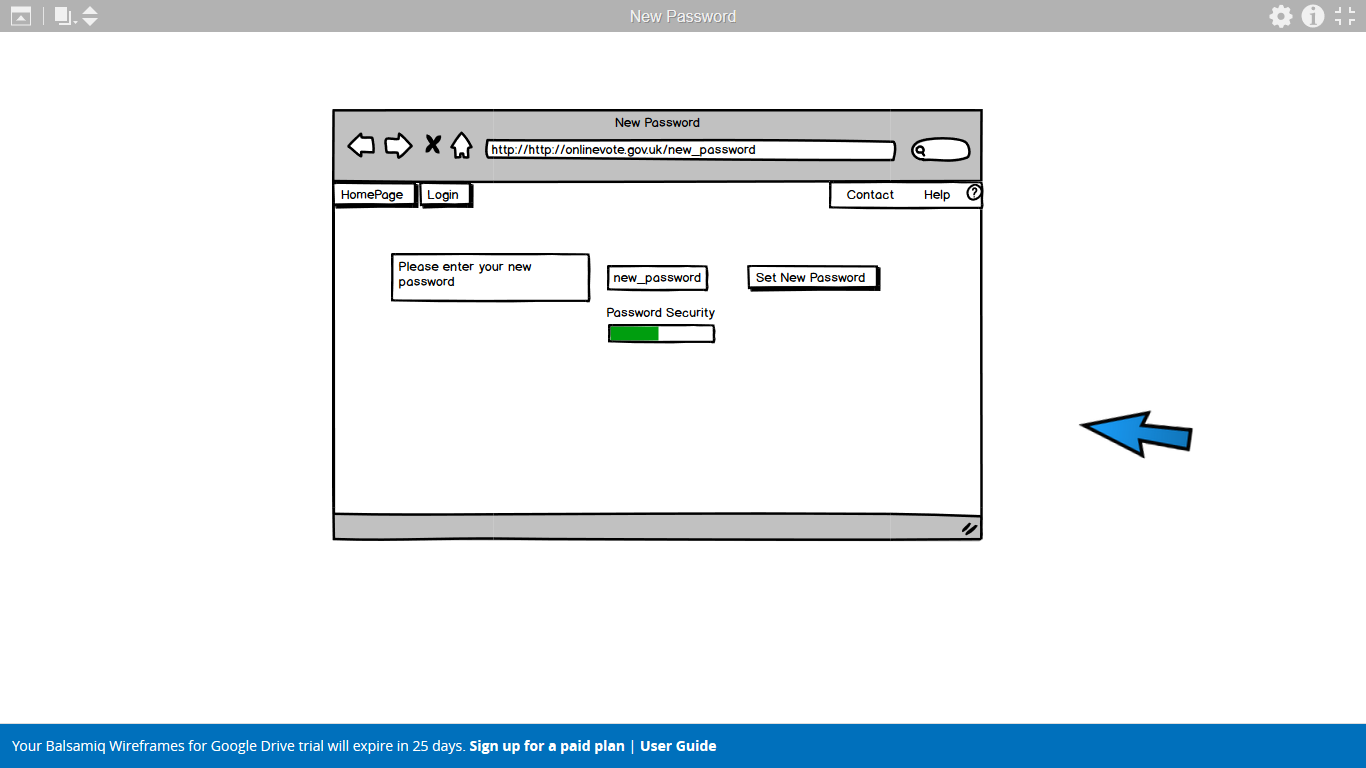 New Password
New Password
http://http://onlinevote.gov.uk/new_password
HomePage
Login
Contact
Help
?
Please enter your new
password
new_password
Set New Password
Password Security
Your Balsamiq Wireframes for Google Drive trial will expire in 25 days. Sign up for a paid plan | User Guide